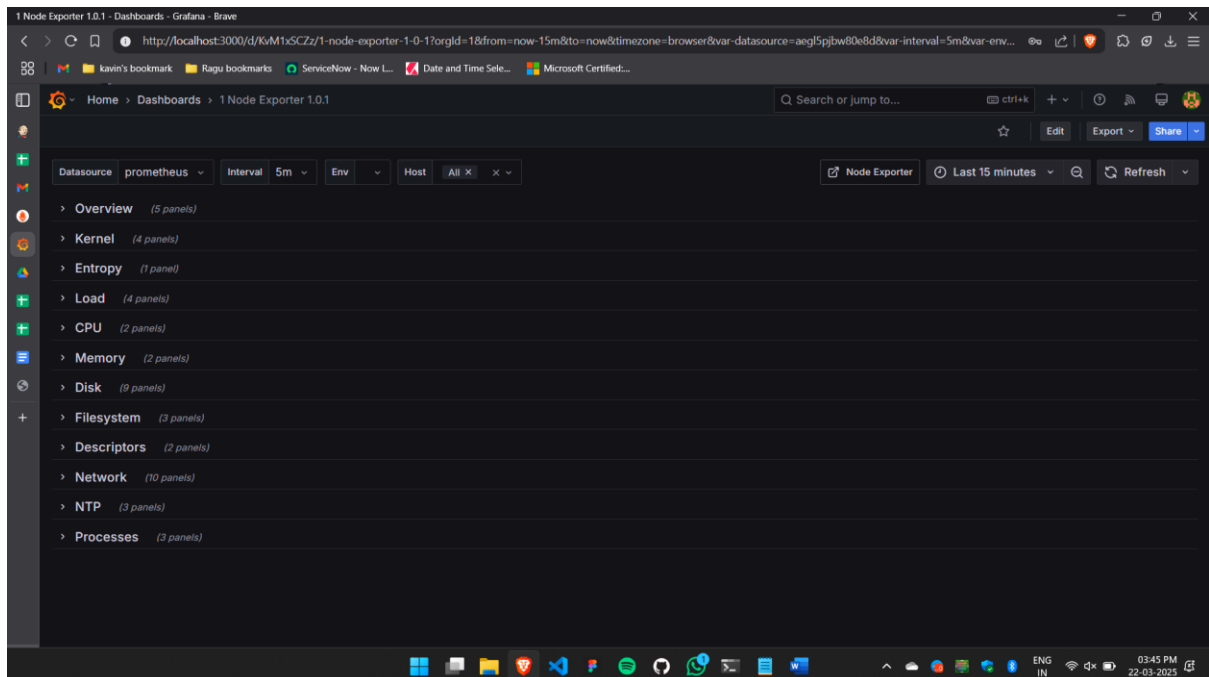 1 Node Exporter 1.0.1 - Dashboards - Grafana - Brave
http://localhost:3000/d/KvM1xSCZz/1-node-exporter-1-0-1?orgId=1&from=now-15m&to=now&timezone=browser&var-datasource=aegl5pjbw80e8d&var-interval=5m&var-env...
kavin's bookmark Ragu bookmarks ServiceNow - Now L... Date and Time Sele... Microsoft Certified:...
Home › Dashboards › 1 Node Exporter 1.0.1 Search or jump to... ctrl+k
Edit Export Share
Datasource prometheus Interval 5m Env Host All × Node Exporter Last 15 minutes Refresh
Overview (5 panels)
Kernel (4 panels)
Entropy (1 panel)
Load (4 panels)
CPU (2 panels)
Memory (2 panels)
Disk (9 panels)
Filesystem (3 panels)
Descriptors (2 panels)
Network (10 panels)
NTP (3 panels)
Processes (3 panels)
1
ENG 03:45 PM
IN 22-03-2025